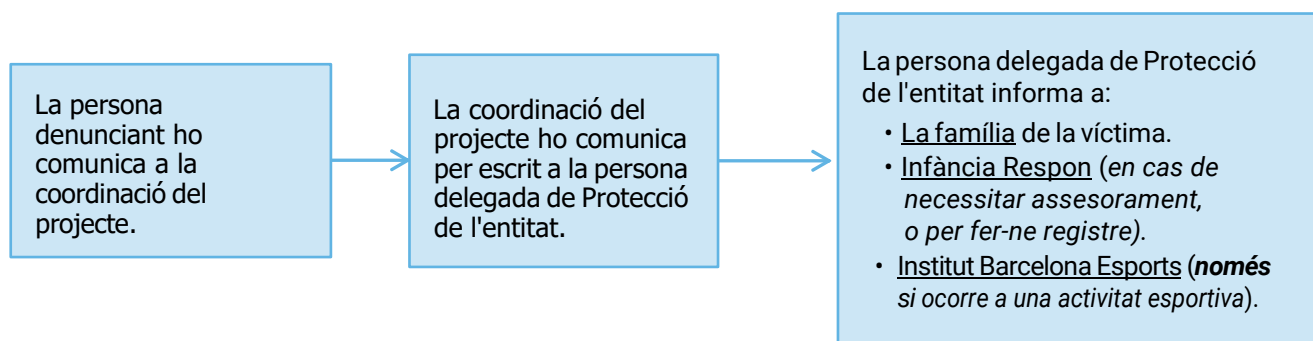 La persona
denunciant ho
comunica a la
coordinació del
projecte.
La coordinació del
projecte ho comunica
per escrit a la persona
delegada de Protecció
de l'entitat.
La persona delegada de Protecció
de l'entitat informa a:
• La família de la víctima.
• Infància Respon (en cas de
necessitar assesorament,
o per fer-ne registre).
• Institut Barcelona Esports (només
si ocorre a una activitat esportiva).